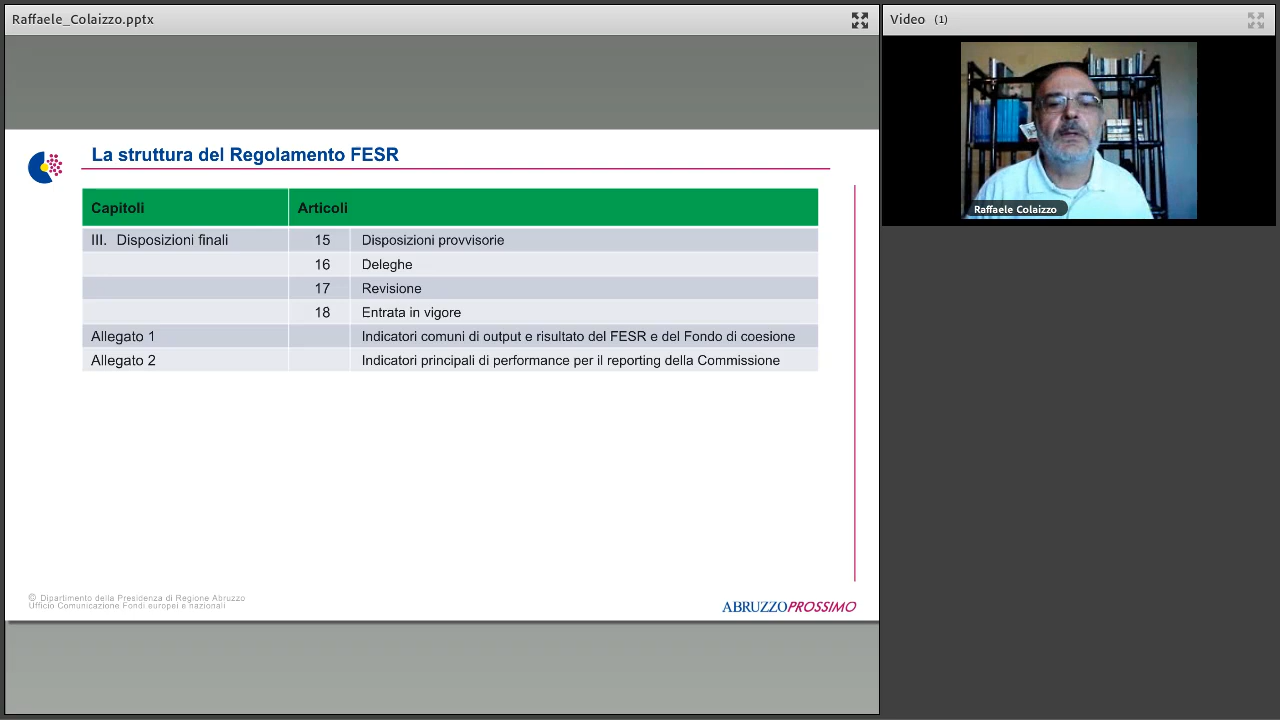 Raffaele_Colaizzo.pptx
Video (1)
Raffaele Colaizzo
La struttura del Regolamento FESR
Capitoli Articoli
III. Disposizioni finali 15 Disposizioni provvisorie
16 Deleghe
17 Revisione
18 Entrata in vigore
Allegato 1 Indicatori comuni di output e risultato del FESR e del Fondo di coesione
Allegato 2 Indicatori principali di performance per il reporting della Commissione
© Dipartimento della Presidenza di Regione Abruzzo
Ufficio Comunicazione Fondi europei e nazionali
ABRUZZOPROSSIMO